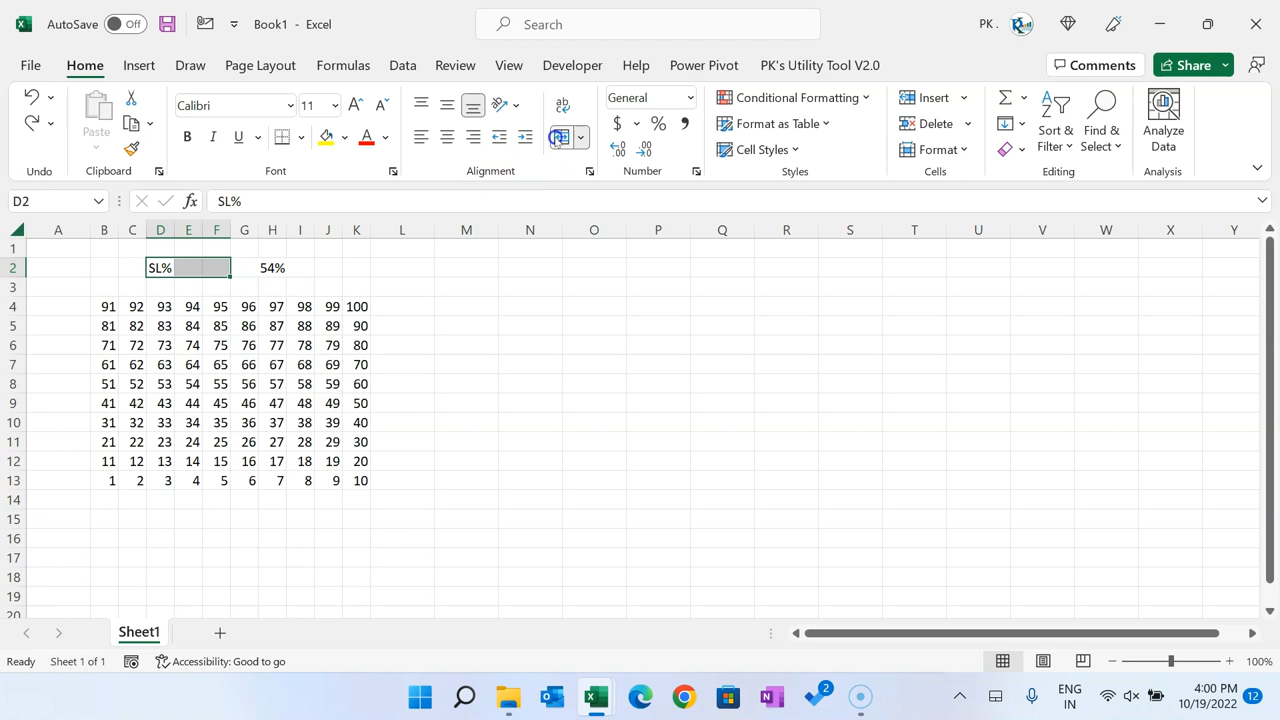 AutoSave Off Book1 - Excel Search PK .
File Home Insert Draw Page Layout Formulas Data Review View Developer Help Power Pivot PK's Utility Tool V2.0 Comments Share
Calibri 11 General Conditional Formatting Insert
Paste $ % Format as Table Delete Sort & Filter Find & Select Analyze Data
B I U A Cell Styles Format
Undo Clipboard Font Alignment Number Styles Cells Editing Analysis
D2 fx SL%
A B C D E F G H I J K L M N O P Q R S T U V W X Y
1
2 SL% 54%
3
4 91 92 93 94 95 96 97 98 99 100
5 81 82 83 84 85 86 87 88 89 90
6 71 72 73 74 75 76 77 78 79 80
7 61 62 63 64 65 66 67 68 69 70
8 51 52 53 54 55 56 57 58 59 60
9 41 42 43 44 45 46 47 48 49 50
10 31 32 33 34 35 36 37 38 39 40
11 21 22 23 24 25 26 27 28 29 30
12 11 12 13 14 15 16 17 18 19 20
13 1 2 3 4 5 6 7 8 9 10
14
15
16
17
18
19
20
Sheet1
Ready Sheet 1 of 1 Accessibility: Good to go 100%
2 ENG 4:00 PM
IN 10/19/2022 12